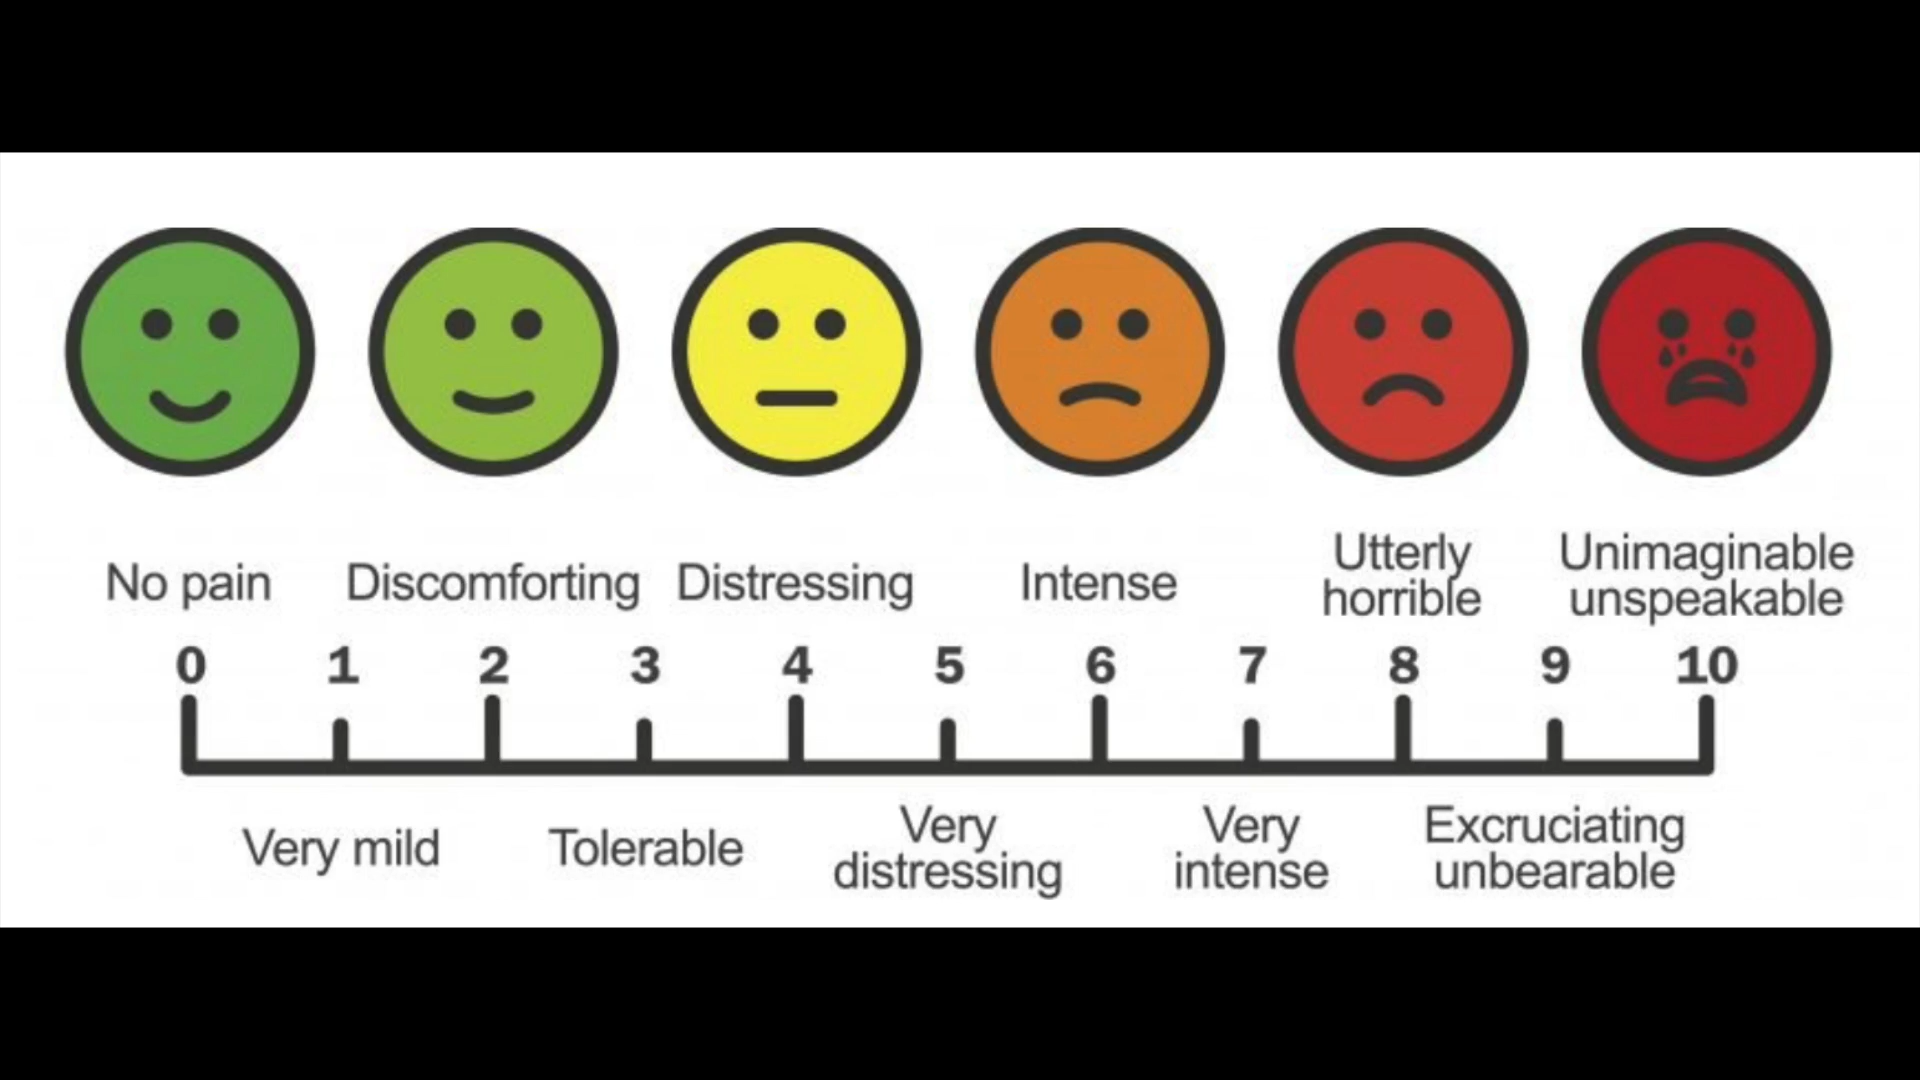 No pain
Discomforting
Distressing
Intense
Utterly
horrible
Unimaginable
unspeakable
0 1 2 3 4 5 6 7 8 9 10
Very mild
Tolerable
Very
distressing
Very
intense
Excruciating
unbearable